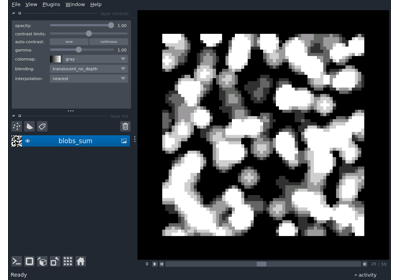 File View Plugins Window Help
opacity: 1.00
contrast limits:
auto-contrast: once continuous
gamma: 1.00
colormap: gray
blending: translucent_no_depth
interpolation: nearest
blobs_sum
Ready activity